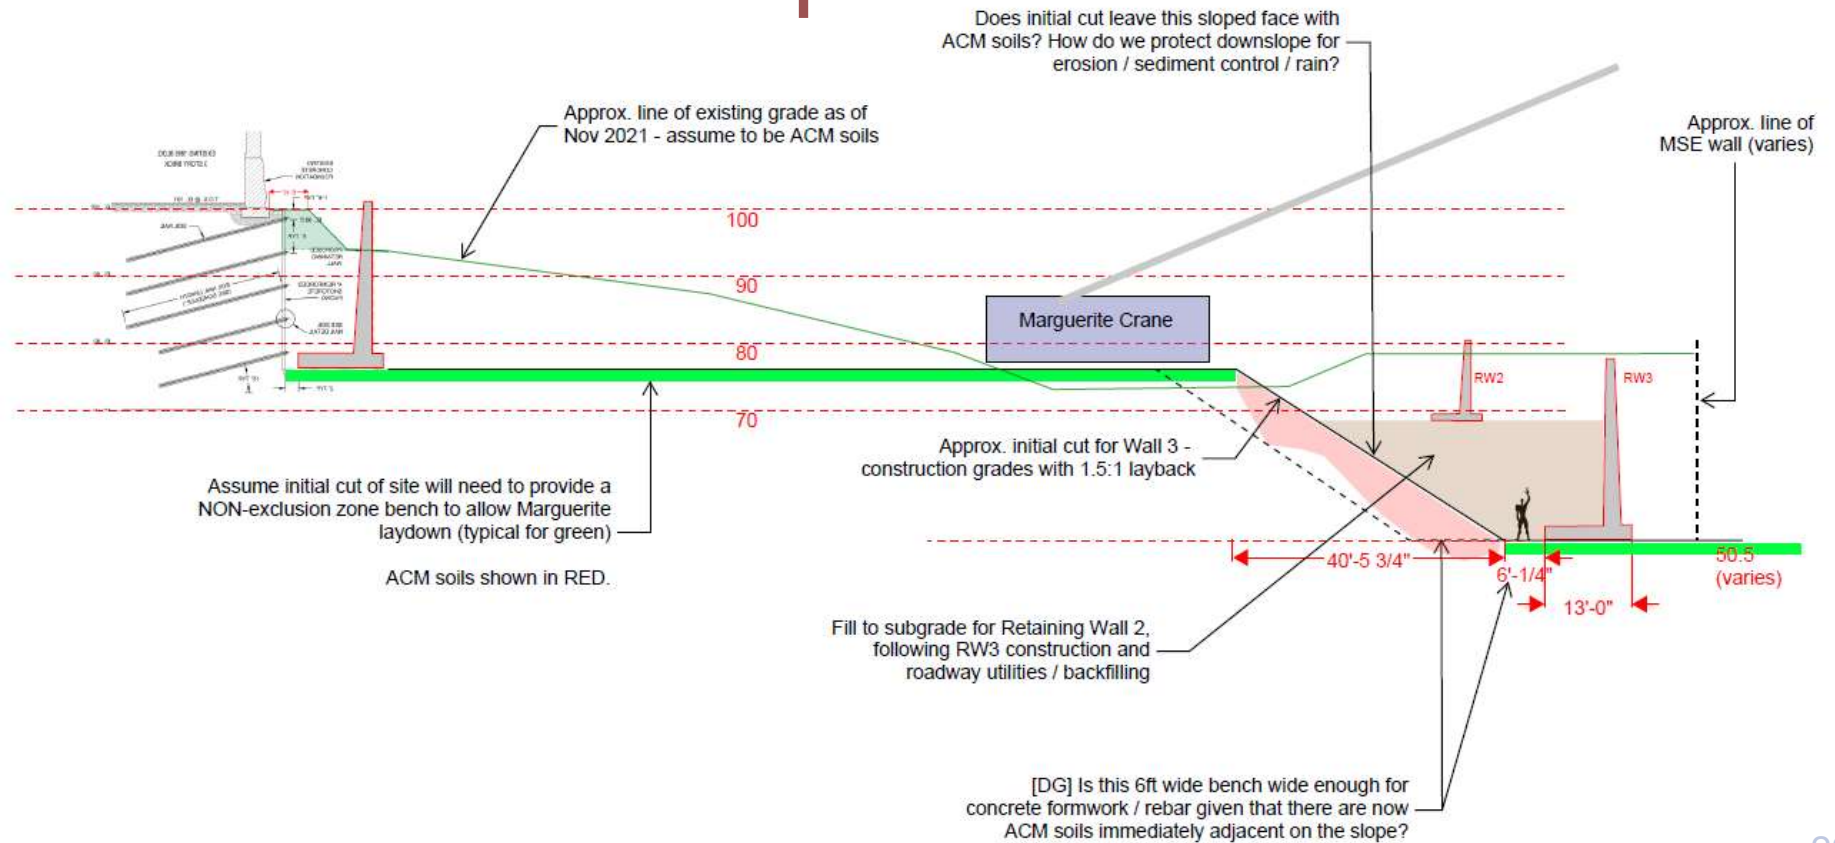 Does initial cut leave this sloped face with
ACM soils? How do we protect downslope for
erosion / sediment control / rain?
Approx. line of existing grade as of
Nov 2021 - assume to be ACM soils
Approx. line of
MSE wall (varies)
100
90
Marguerite Crane
80
RW2
RW3
70
Approx. initial cut for Wall 3 -
construction grades with 1.5:1 layback
Assume initial cut of site will need to provide a
NON-exclusion zone bench to allow Marguerite
laydown (typical for green)
ACM soils shown in RED.
40'-5 3/4"
6'-1/4"
13'-0"
50.5
(varies)
Fill to subgrade for Retaining Wall 2,
following RW3 construction and
roadway utilities / backfilling
[DG] Is this 6ft wide bench wide enough for
concrete formwork / rebar given that there are now
ACM soils immediately adjacent on the slope?